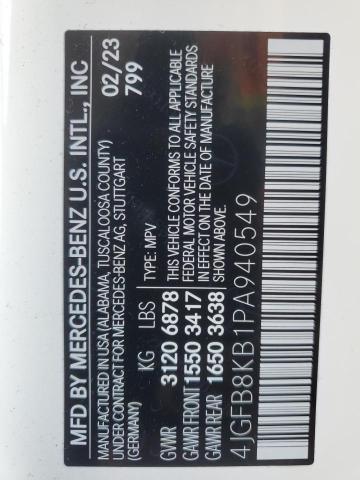 MFD BY MERCEDES-BENZ U.S. INTL., INC
MANUFACTURED IN USA (ALABAMA, TUSCALOOSA COUNTY)
UNDER CONTRACT FOR MERCEDES-BENZ AG, STUTTGART
(GERMANY)
02/23
799
KG LBS
TYPE: MPV
GVWR 3120 6878
GAWR FRONT 1550 3417
GAWR REAR 1650 3638
THIS VEHICLE CONFORMS TO ALL APPLICABLE
FEDERAL MOTOR VEHICLE SAFETY STANDARDS
IN EFFECT ON THE DATE OF MANUFACTURE
SHOWN ABOVE.
4JGFB8KB1PA940549